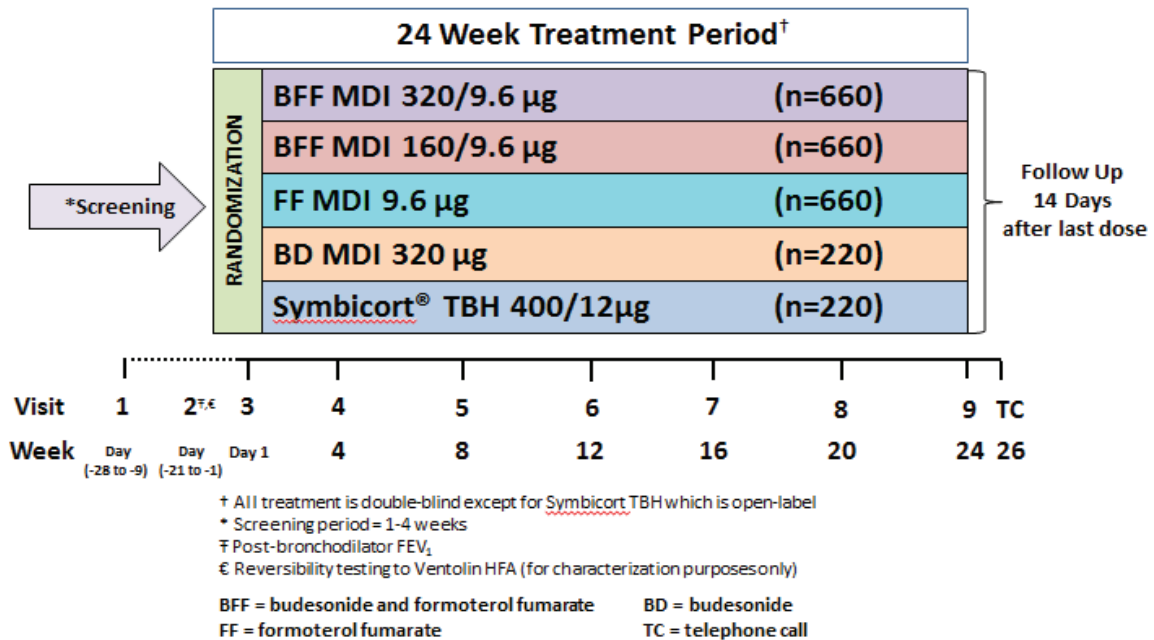 24 Week Treatment Period†
RANDOMIZATION
BFF MDI 320/9.6 µg (n=660)
BFF MDI 160/9.6 µg (n=660)
FF MDI 9.6 µg (n=660)
BD MDI 320 µg (n=220)
Symbicort® TBH 400/12µg (n=220)
*Screening
Follow Up
14 Days
after last dose
Visit 1 2Ŧ,€ 3 4 5 6 7 8 9 TC
Week Day (-28 to -9) Day (-21 to -1) Day 1 4 8 12 16 20 24 26
† All treatment is double-blind except for Symbicort TBH which is open-label
* Screening period = 1-4 weeks
Ŧ Post-bronchodilator FEV₁
€ Reversibility testing to Ventolin HFA (for characterization purposes only)
BFF = budesonide and formoterol fumarate BD = budesonide
FF = formoterol fumarate TC = telephone call